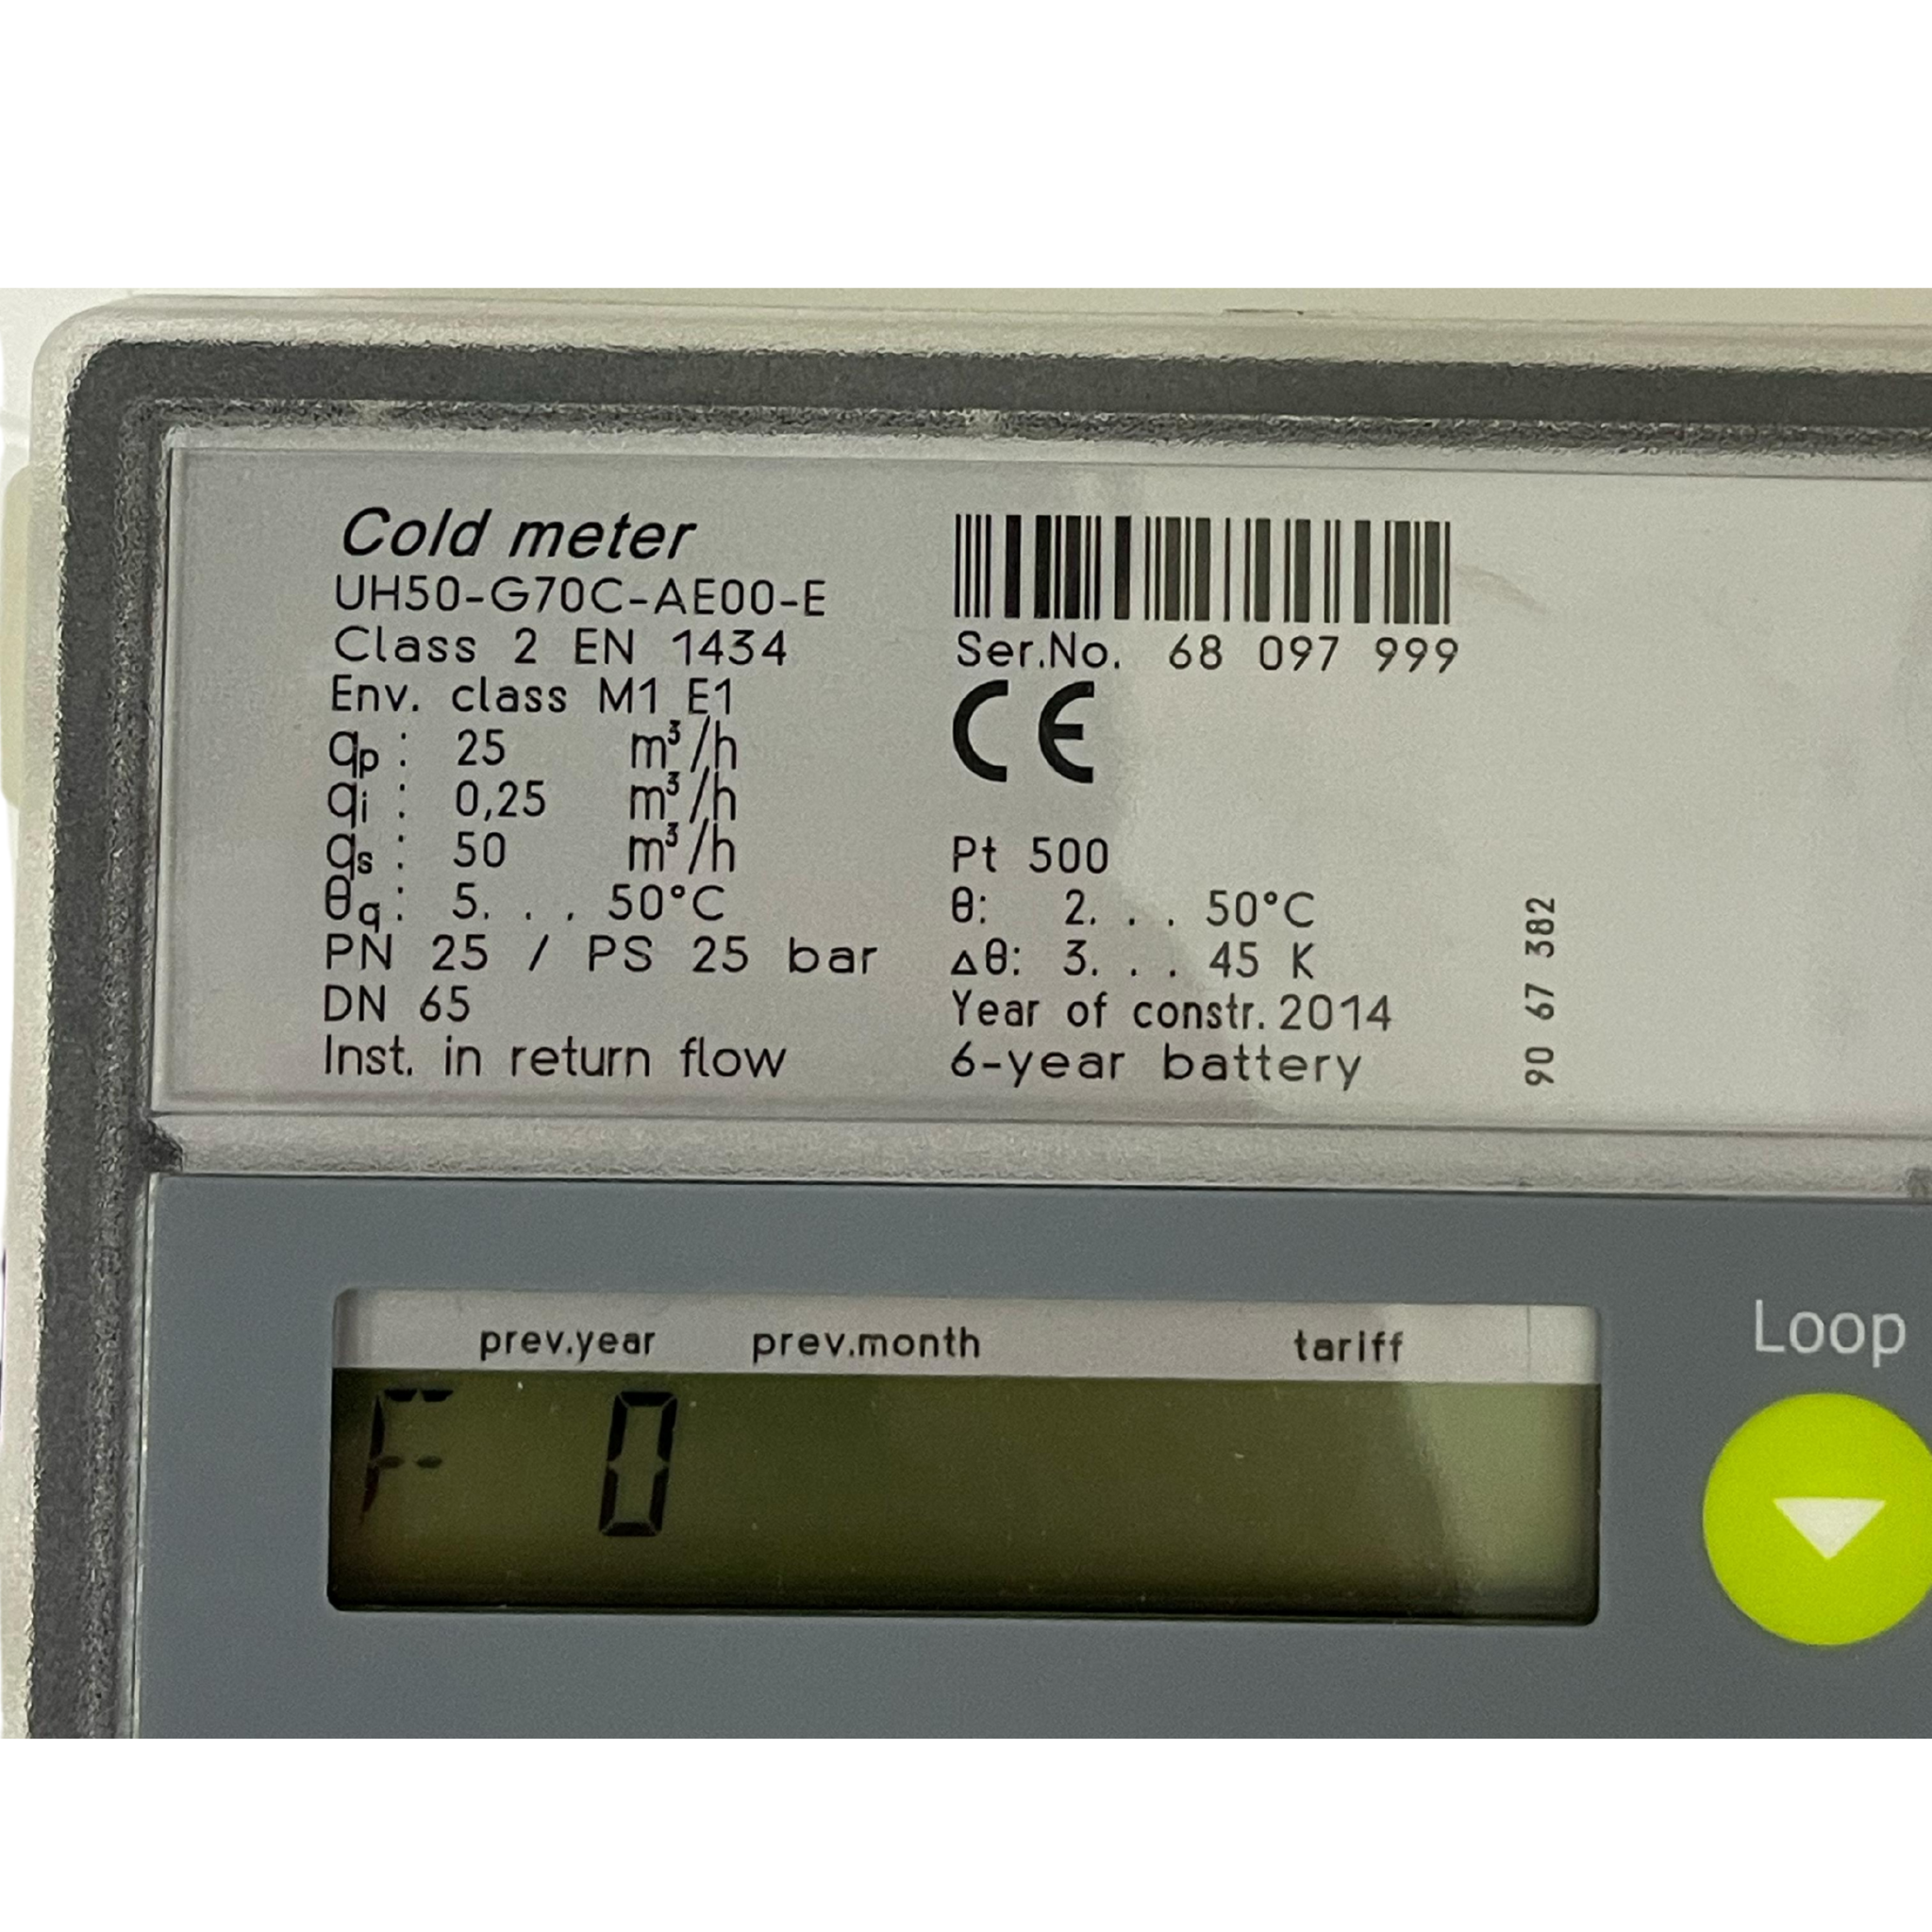 Cold meter
UH50-G70C-AE00-E
Class 2 EN 1434
Env. class M1 E1
qp : 25 m³/h
qi : 0,25 m³/h
qs : 50 m³/h
θq: 5. . . 50°C
PN 25 / PS 25 bar
DN 65
Inst. in return flow
Ser.No. 68 097 999
CE
Pt 500
θ: 2. . . 50°C
Δθ: 3. . . 45 K
Year of constr. 2014
6-year battery
90 67 382
prev.year prev.month tariff
F 0
Loop